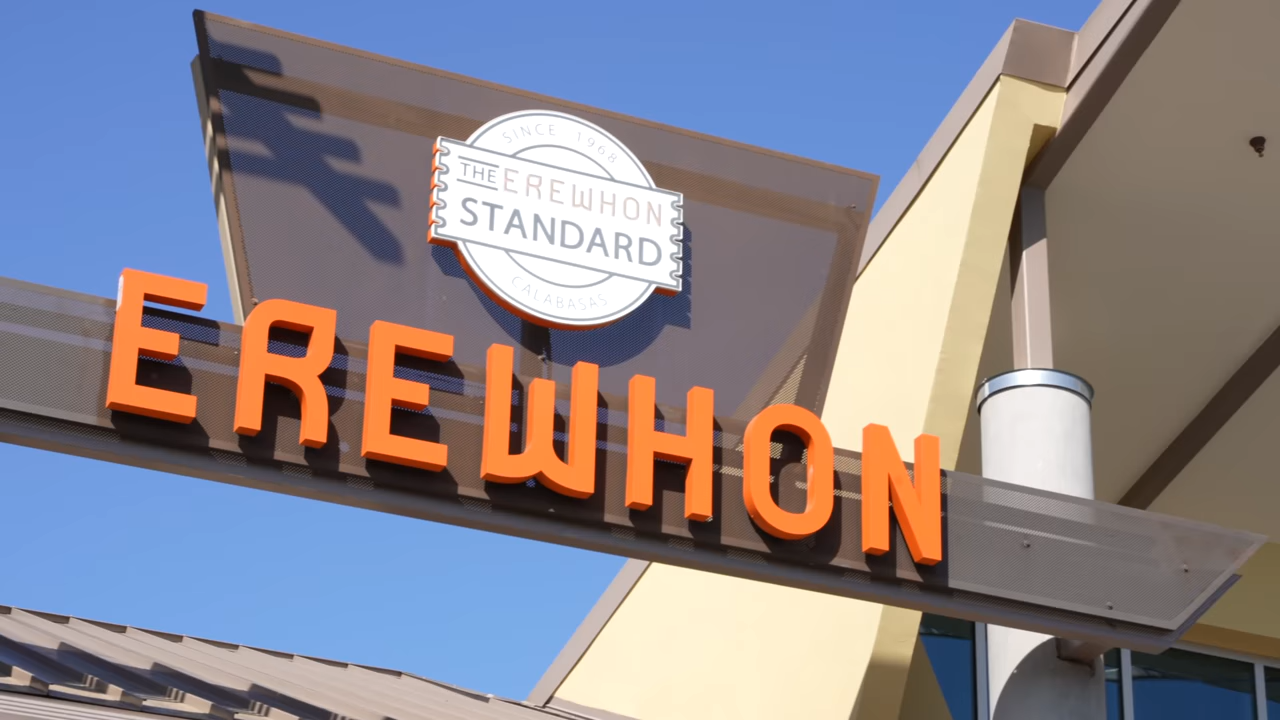 SINCE 1968
THE EREWHON
STANDARD
CALABASAS
EREWHON